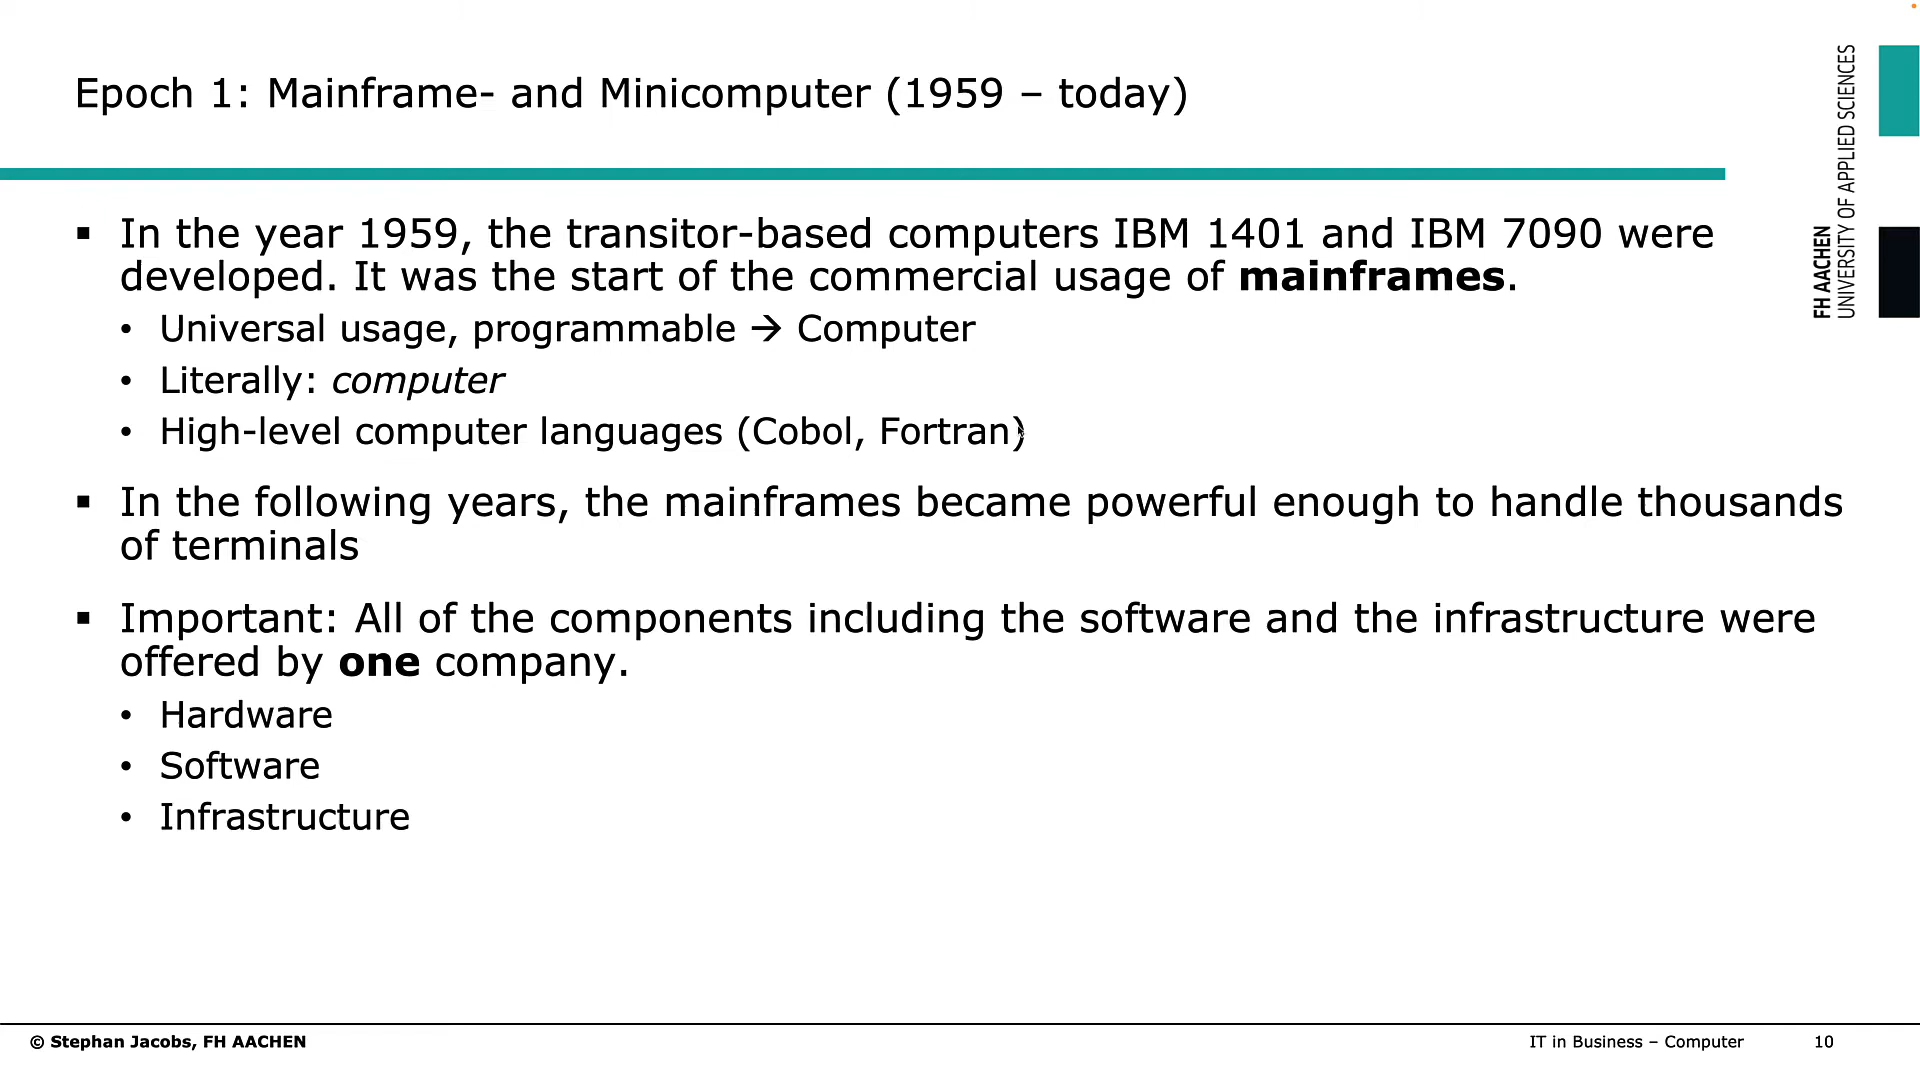 Epoch 1: Mainframe- and Minicomputer (1959 – today)
FH AACHEN
UNIVERSITY OF APPLIED SCIENCES
▪ In the year 1959, the transitor-based computers IBM 1401 and IBM 7090 were
developed. It was the start of the commercial usage of mainframes.
• Universal usage, programmable → Computer
• Literally: computer
• High-level computer languages (Cobol, Fortran)
▪ In the following years, the mainframes became powerful enough to handle thousands
of terminals
▪ Important: All of the components including the software and the infrastructure were
offered by one company.
• Hardware
• Software
• Infrastructure
© Stephan Jacobs, FH AACHEN
IT in Business – Computer
10